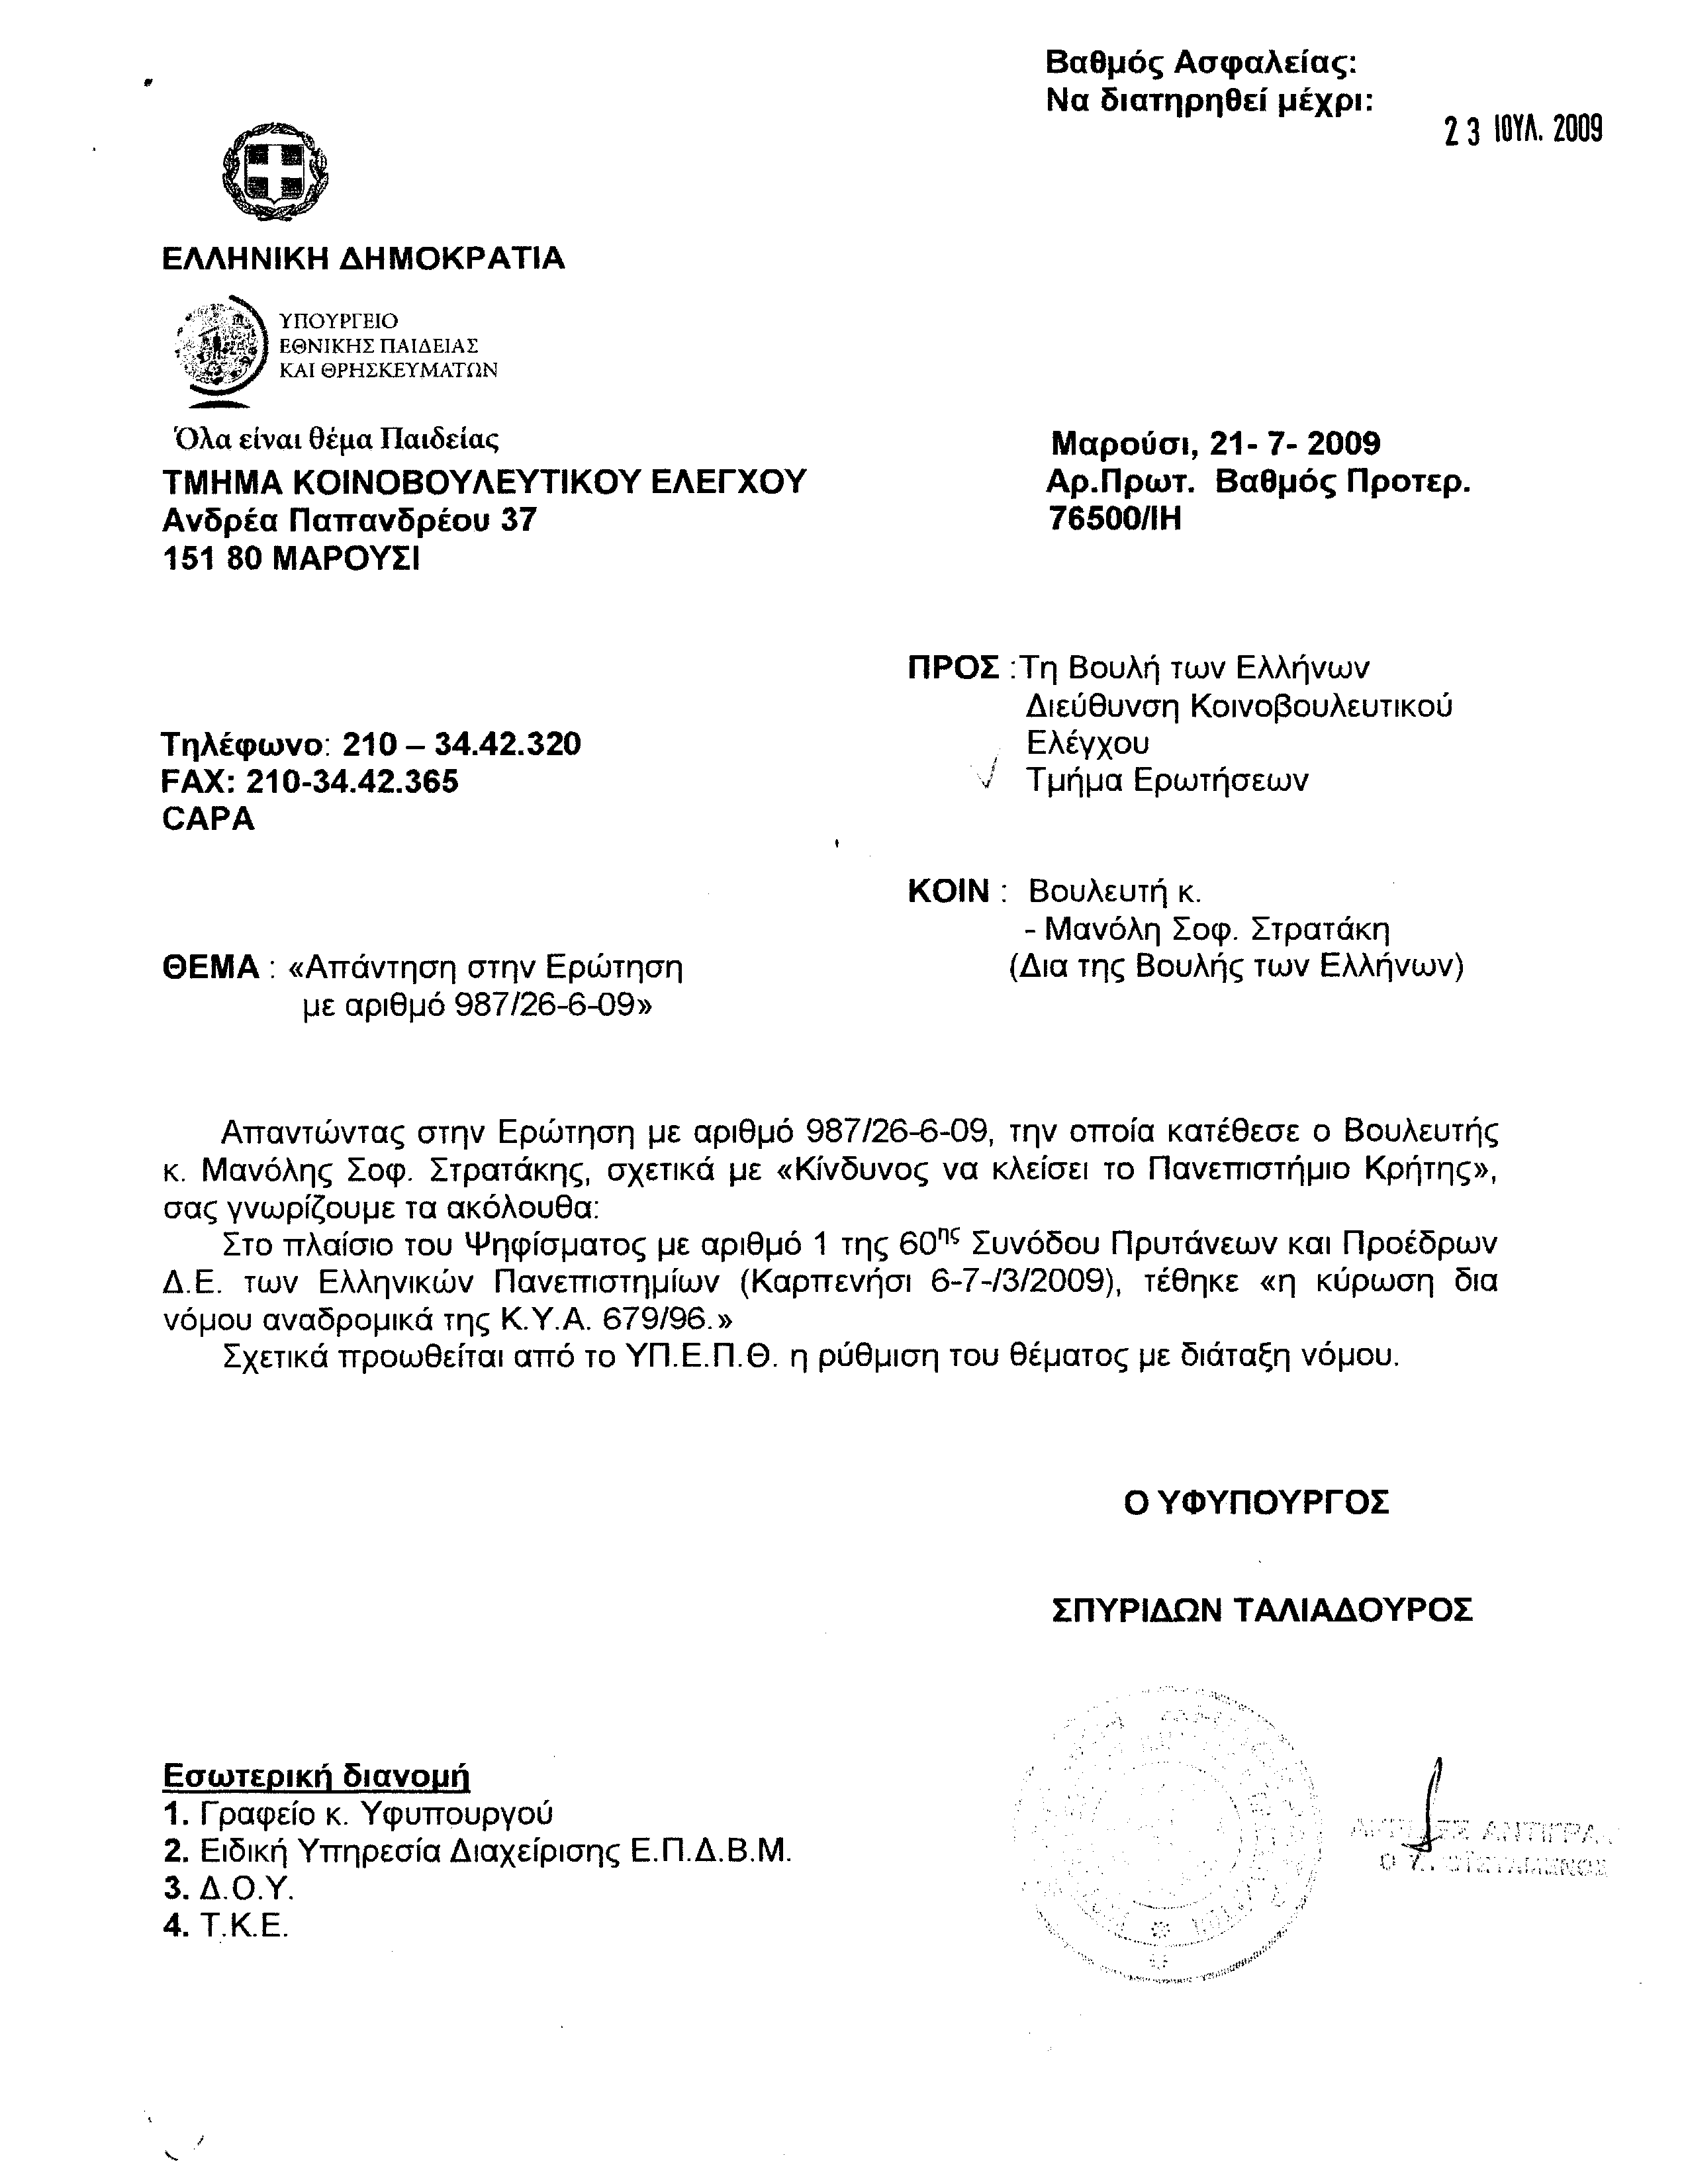 Βαθμός Ασφαλείας:
Να διατηρηθεί μέχρι:
23 ΙΟΥΛ. 2009
ΕΛΛΗΝΙΚΗ ΔΗΜΟΚΡΑΤΙΑ
ΥΠΟΥΡΓΕΙΟ
ΕΘΝΙΚΗΣ ΠΑΙΔΕΙΑΣ
ΚΑΙ ΘΡΗΣΚΕΥΜΑΤΩΝ
Όλα είναι θέμα Παιδείας
ΤΜΗΜΑ ΚΟΙΝΟΒΟΥΛΕΥΤΙΚΟΥ ΕΛΕΓΧΟΥ
Ανδρέα Παπανδρέου 37
151 80 ΜΑΡΟΥΣΙ
Μαρούσι, 21- 7- 2009
Αρ.Πρωτ. Βαθμός Προτερ.
76500/ΙΗ
Τηλέφωνο: 210 – 34.42.320
FAX: 210-34.42.365
CAPA
ΠΡΟΣ :Τη Βουλή των Ελλήνων
Διεύθυνση Κοινοβουλευτικού
Ελέγχου
Τμήμα Ερωτήσεων
ΚΟΙΝ : Βουλευτή κ.
- Μανόλη Σοφ. Στρατάκη
(Δια της Βουλής των Ελλήνων)
ΘΕΜΑ : «Απάντηση στην Ερώτηση
με αριθμό 987/26-6-09»
Απαντώντας στην Ερώτηση με αριθμό 987/26-6-09, την οποία κατέθεσε ο Βουλευτής
κ. Μανόλης Σοφ. Στρατάκης, σχετικά με «Κίνδυνος να κλείσει το Πανεπιστήμιο Κρήτης»,
σας γνωρίζουμε τα ακόλουθα:
Στο πλαίσιο του Ψηφίσματος με αριθμό 1 της 60ης Συνόδου Πρυτάνεων και Προέδρων
Δ.Ε. των Ελληνικών Πανεπιστημίων (Καρπενήσι 6-7-/3/2009), τέθηκε «η κύρωση δια
νόμου αναδρομικά της Κ.Υ.Α. 679/96.»
Σχετικά προωθείται από το ΥΠ.Ε.Π.Θ. η ρύθμιση του θέματος με διάταξη νόμου.
Ο ΥΦΥΠΟΥΡΓΟΣ
ΣΠΥΡΙΔΩΝ ΤΑΛΙΑΔΟΥΡΟΣ
Εσωτερική διανομή
1. Γραφείο κ. Υφυπουργού
2. Ειδική Υπηρεσία Διαχείρισης Ε.Π.Δ.Β.Μ.
3. Δ.Ο.Υ.
4. Τ.Κ.Ε.